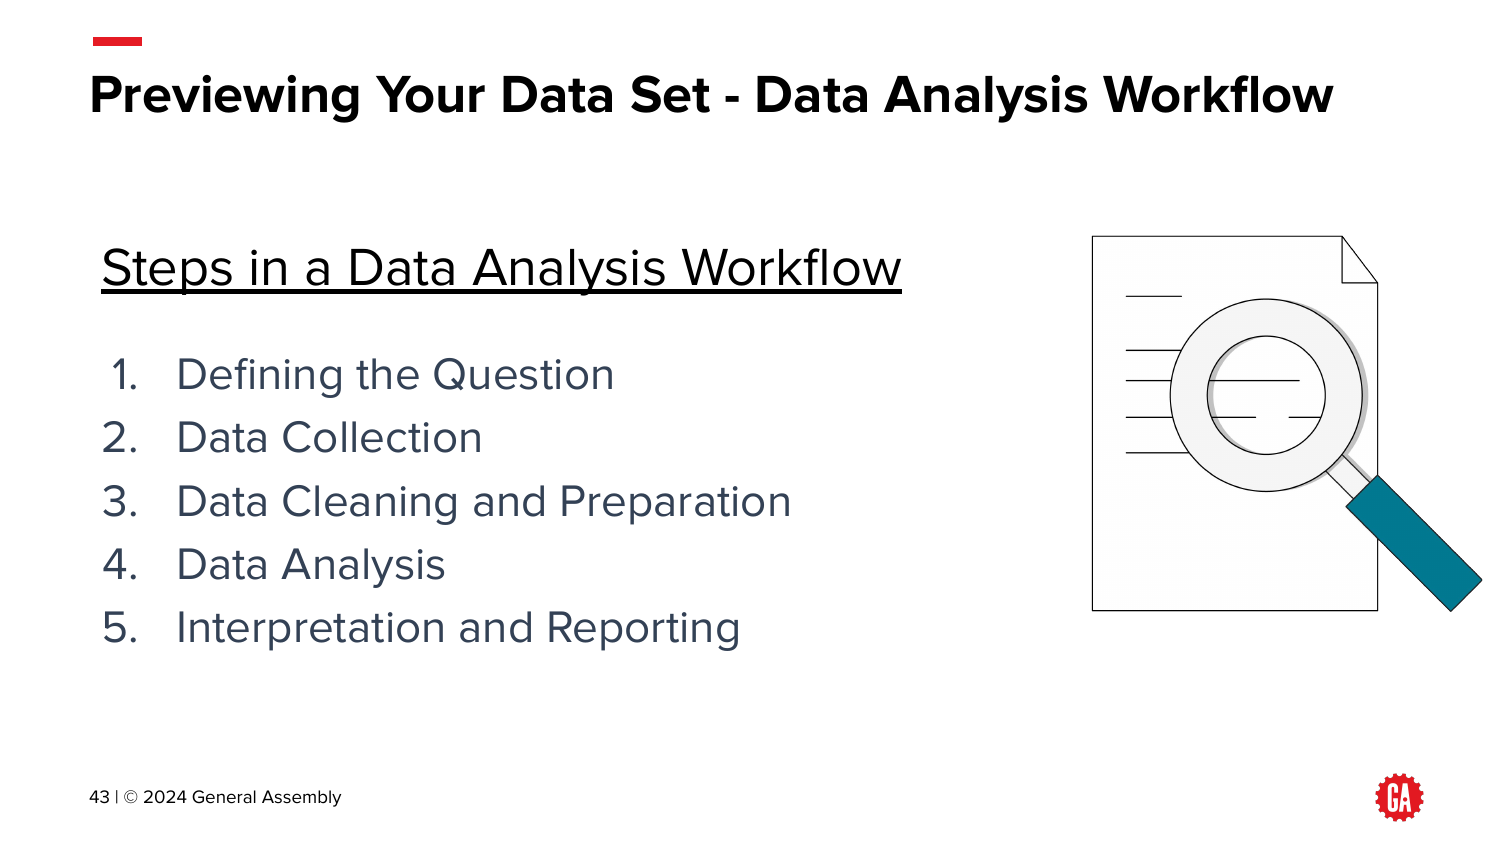 Previewing Your Data Set - Data Analysis Workflow
Steps in a Data Analysis Workflow
1. Defining the Question
2. Data Collection
3. Data Cleaning and Preparation
4. Data Analysis
5. Interpretation and Reporting
43 | © 2024 General Assembly
GA